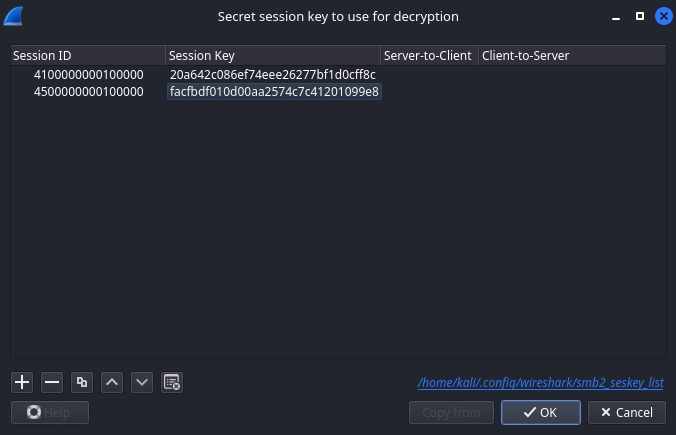 Secret session key to use for decryption
Session ID Session Key Server-to-Client Client-to-Server
4100000000100000 20a642c086ef74eee26277bf1d0cff8c
4500000000100000 facfbdf010d00aa2574c7c41201099e8
/home/kali/.config/wireshark/smb2_seskey_list
Help Copy from OK Cancel